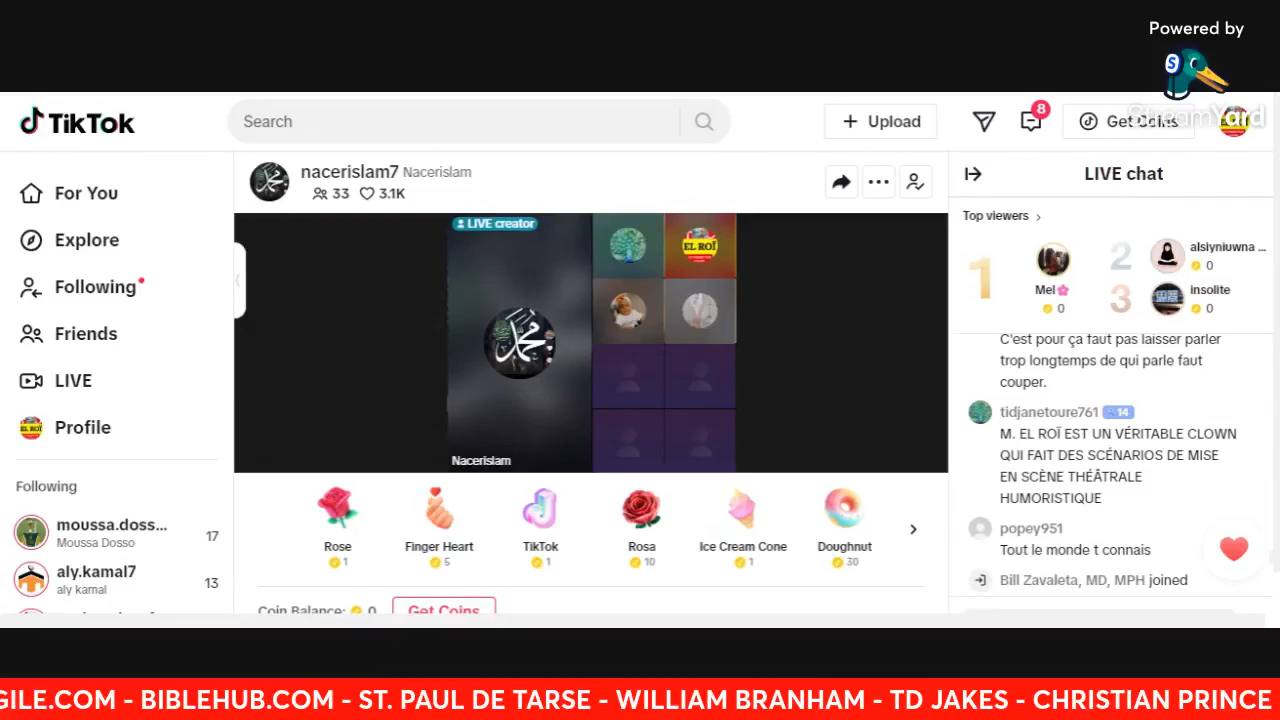 Powered by
StreamYard
TikTok
Search
Upload
8
Get Coins
For You
Explore
Following
Friends
LIVE
Profile
Following
moussa.doss...
Moussa Dosso
17
aly.kamal7
aly kamal
13
nacerislam7 Nacerislam
33 3.1K
LIVE creator
EL ROÏ
Nacerislam
Rose
1
Finger Heart
5
TikTok
1
Rosa
10
Ice Cream Cone
1
Doughnut
30
Coin Balance: 0
Get Coins
LIVE chat
Top viewers
1
Mel
0
2
alsiyniuwna ...
0
3
insolite
0
C'est pour ça faut pas laisser parler
trop longtemps de qui parle faut
couper.
tidjanetoure761 14
M. EL ROÏ EST UN VÉRITABLE CLOWN
QUI FAIT DES SCÉNARIOS DE MISE
EN SCÈNE THÉÂTRALE
HUMORISTIQUE
popey951
Tout le monde t connais
Bill Zavaleta, MD, MPH joined
GILE.COM - BIBLEHUB.COM - ST. PAUL DE TARSE - WILLIAM BRANHAM - TD JAKES - CHRISTIAN PRINCE